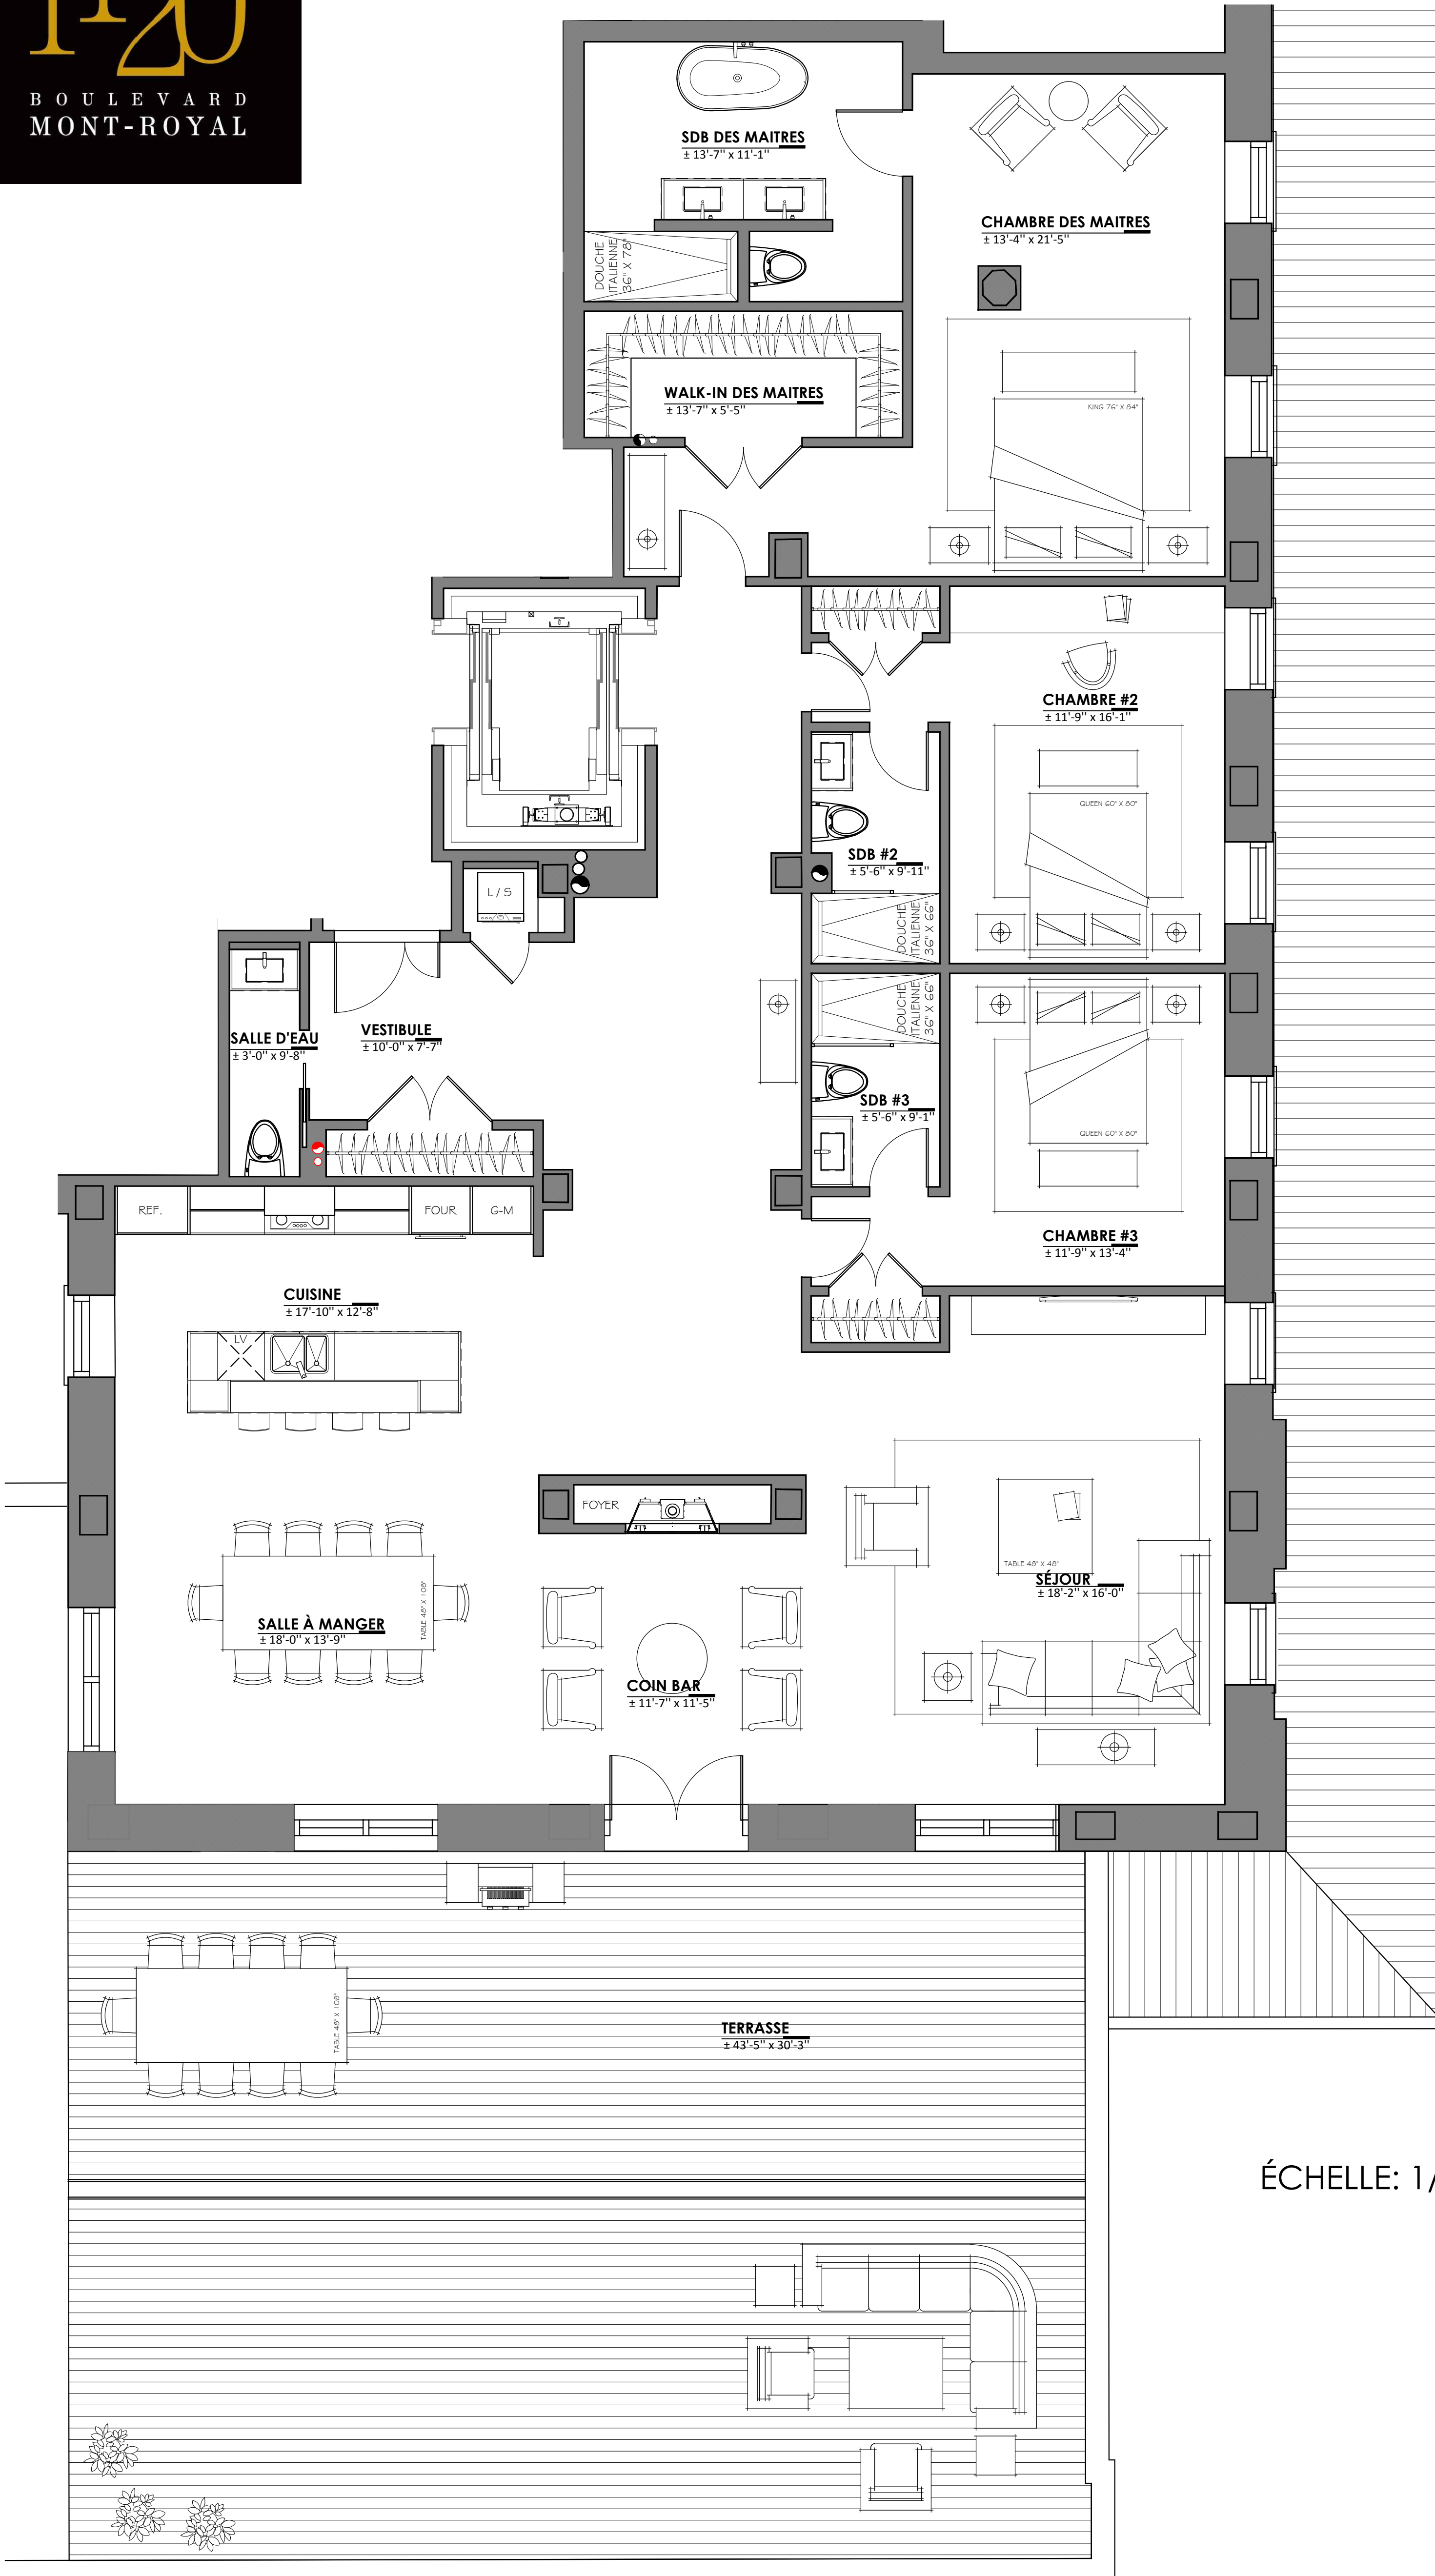 1120
BOULEVARD
MONT-ROYAL
SDB DES MAITRES
± 13'-7" x 11'-1"
DOUCHE
ITALIENNE
36" X 78"
CHAMBRE DES MAITRES
± 13'-4" x 21'-5"
WALK-IN DES MAITRES
± 13'-7" x 5'-5"
KING 76" X 84"
CHAMBRE #2
± 11'-9" x 16'-1"
QUEEN 60" X 80"
SDB #2
± 5'-6" x 9'-11"
L / S
DOUCHE
ITALIENNE
36" X 66"
DOUCHE
ITALIENNE
36" X 66"
SALLE D'EAU
± 3'-0" x 9'-8"
VESTIBULE
± 10'-0" x 7'-7"
SDB #3
± 5'-6" x 9'-1"
QUEEN 60" X 80"
REF.
FOUR
G-M
CHAMBRE #3
± 11'-9" x 13'-4"
CUISINE
± 17'-10" x 12'-8"
LV
FOYER
TABLE 48" X 48"
SÉJOUR
± 18'-2" x 16'-0"
TABLE 48" X 108"
SALLE À MANGER
± 18'-0" x 13'-9"
COIN BAR
± 11'-7" x 11'-5"
TABLE 48" X 108"
TERRASSE
± 43'-5" x 30'-3"
ÉCHELLE: 1/